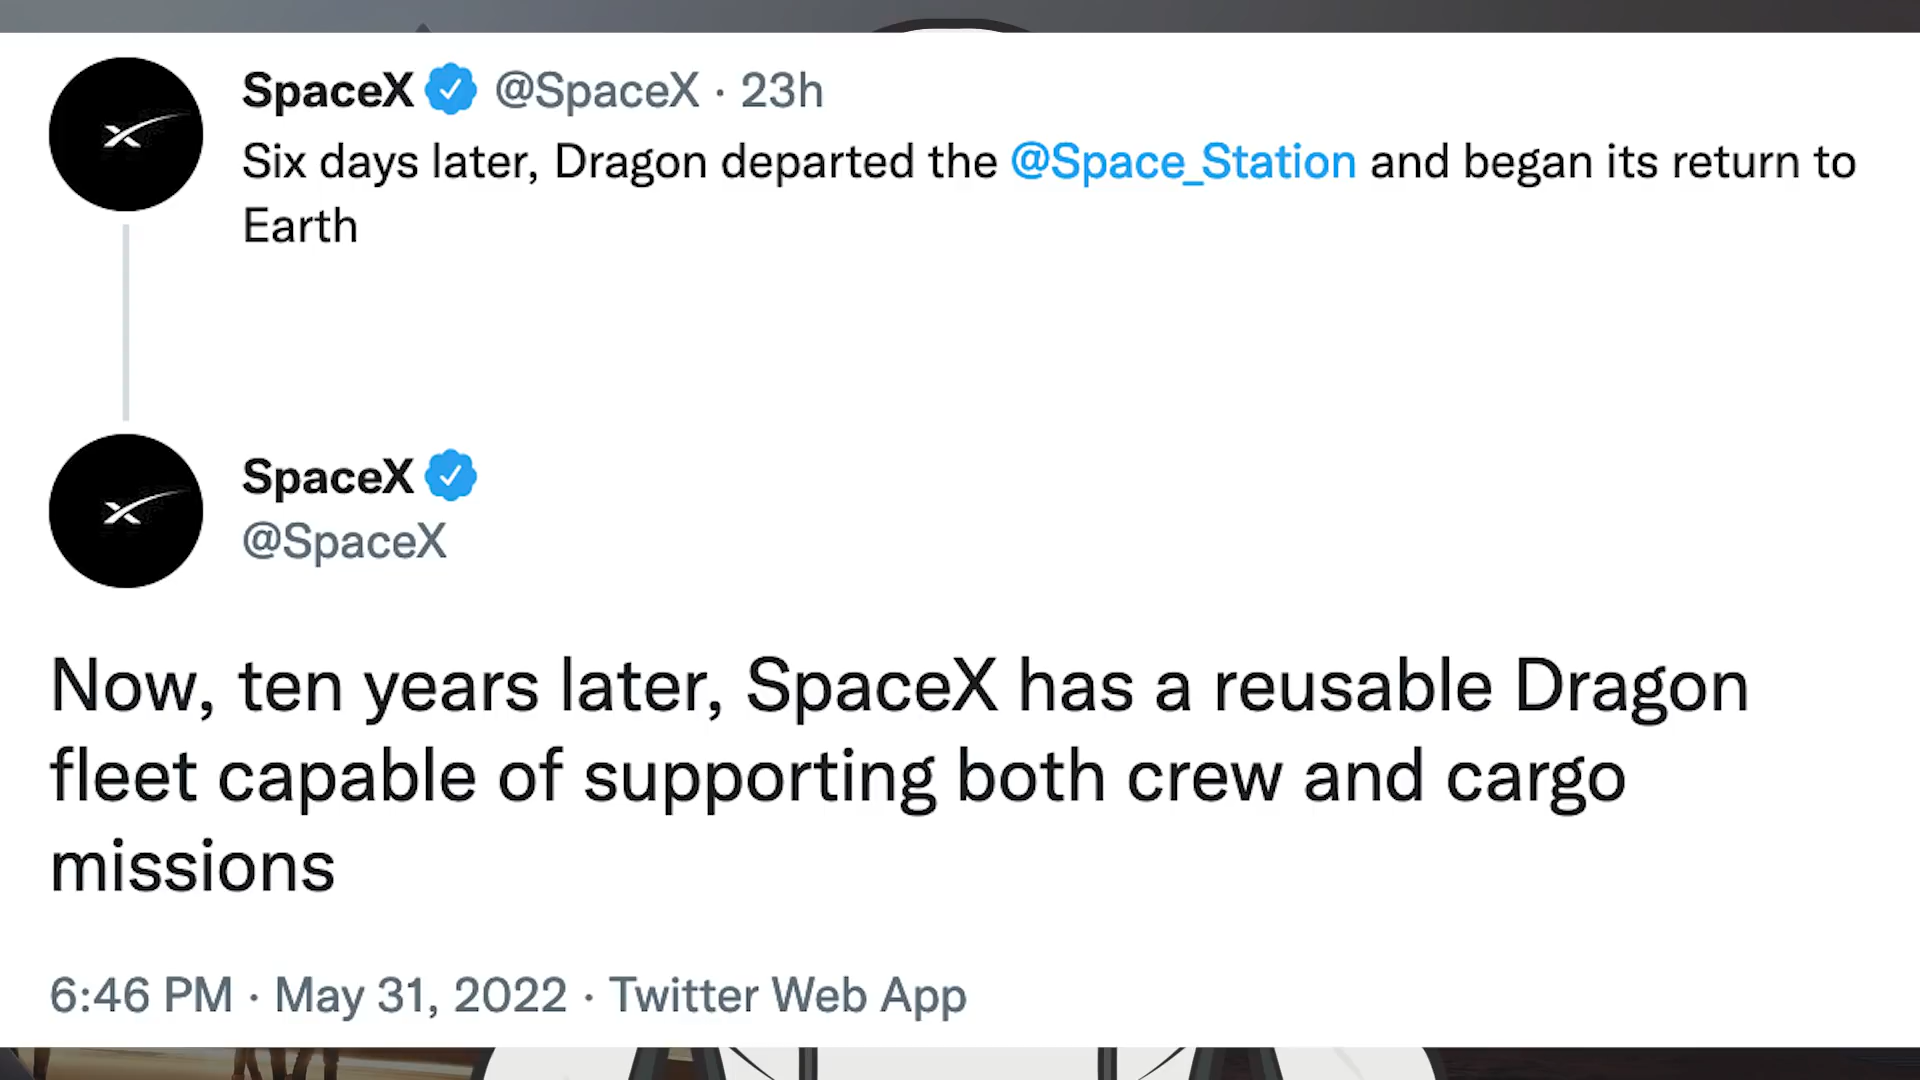 SpaceX @SpaceX · 23h
Six days later, Dragon departed the @Space_Station and began its return to
Earth
SpaceX
@SpaceX
Now, ten years later, SpaceX has a reusable Dragon
fleet capable of supporting both crew and cargo
missions
6:46 PM · May 31, 2022 · Twitter Web App